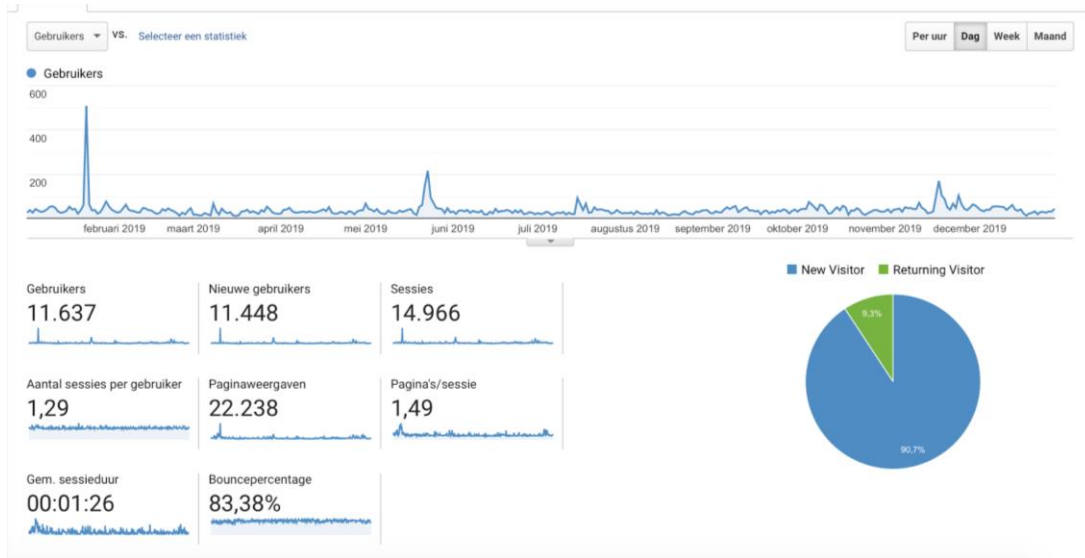 Gebruikers
VS.
Selecteer een statistiek
Per uur
Dag
Week
Maand
Gebruikers
600
400
200
februari 2019
maart 2019
april 2019
mei 2019
juni 2019
juli 2019
augustus 2019
september 2019
oktober 2019
november 2019
december 2019
New Visitor
Returning Visitor
9,3%
90,7%
Gebruikers
11.637
Nieuwe gebruikers
11.448
Sessies
14.966
Aantal sessies per gebruiker
1,29
Paginaweergaven
22.238
Pagina's/sessie
1,49
Gem. sessieduur
00:01:26
Bouncepercentage
83,38%